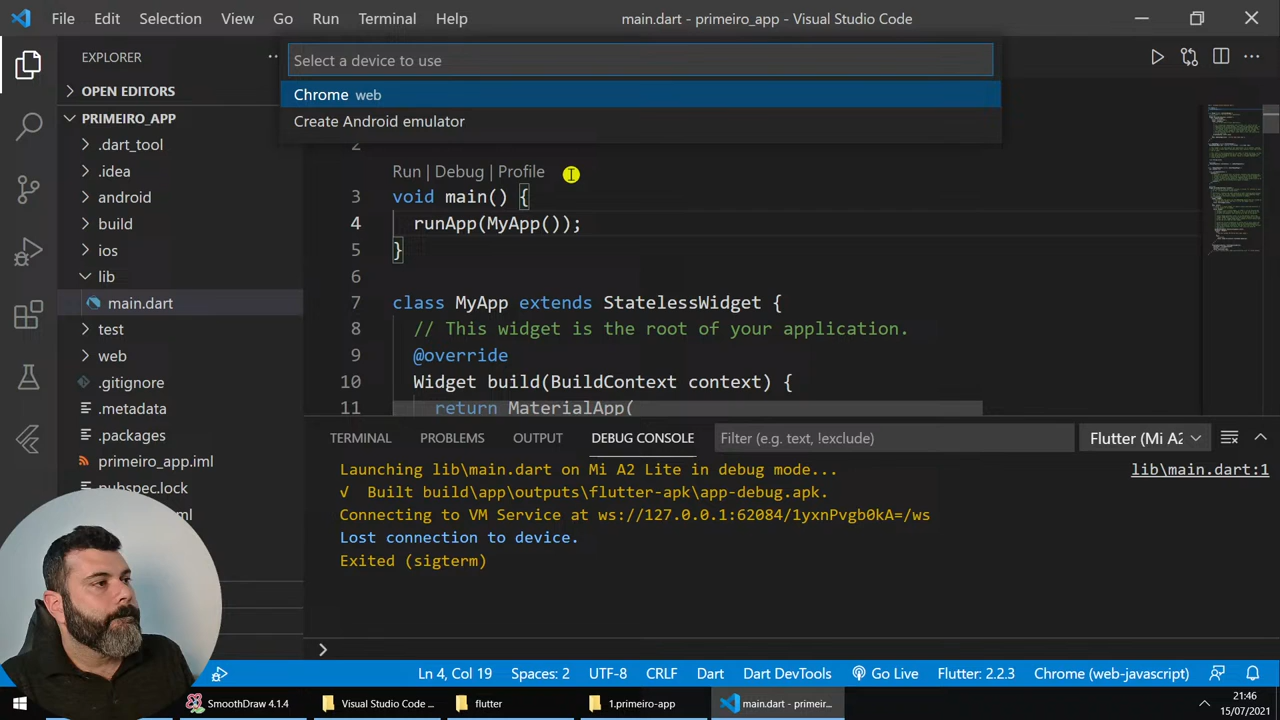 File Edit Selection View Go Run Terminal Help
main.dart - primeiro_app - Visual Studio Code
EXPLORER
Select a device to use
OPEN EDITORS
Chrome web
Create Android emulator
PRIMEIRO_APP
.dart_tool
.idea
android
build
ios
lib
main.dart
test
web
.gitignore
.metadata
.packages
primeiro_app.iml
pubspec.lock
2
Run | Debug | Profile
3 void main() {
4 runApp(MyApp());
5 }
6
7 class MyApp extends StatelessWidget {
8 // This widget is the root of your application.
9 @override
10 Widget build(BuildContext context) {
11 return MaterialApp(
TERMINAL PROBLEMS OUTPUT DEBUG CONSOLE Filter (e.g. text, !exclude) Flutter (Mi A2
Launching lib\main.dart on Mi A2 Lite in debug mode... lib\main.dart:1
√ Built build\app\outputs\flutter-apk\app-debug.apk.
Connecting to VM Service at ws://127.0.0.1:62084/1yxnPvgb0kA=/ws
Lost connection to device.
Exited (sigterm)
Ln 4, Col 19 Spaces: 2 UTF-8 CRLF Dart Dart DevTools Go Live Flutter: 2.2.3 Chrome (web-javascript)
SmoothDraw 4.1.4 Visual Studio Code ... flutter 1.primeiro-app main.dart - primeir...
21:46
15/07/2021